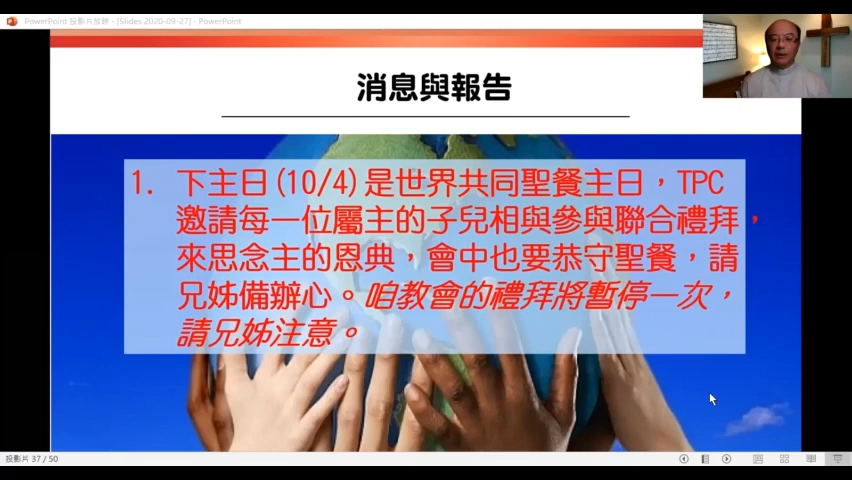 PowerPoint 投影片放映 - [Slides 2020-09-27] - PowerPoint
消息與報告
1. 下主日(10/4)是世界共同聖餐主日，TPC
邀請每一位屬主的子兒相與參與聯合禮拜，
來思念主的恩典，會中也要恭守聖餐，請
兄姊備辦心。咱教會的禮拜將暫停一次，
請兄姊注意。
投影片 37 / 50